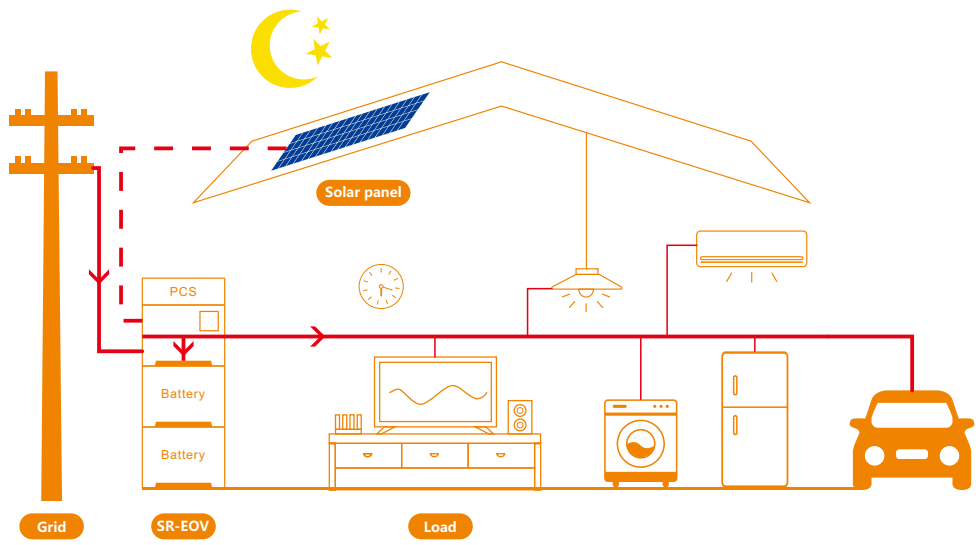 Solar panel
PCS
Battery
Battery
Grid
SR-EOV
Load